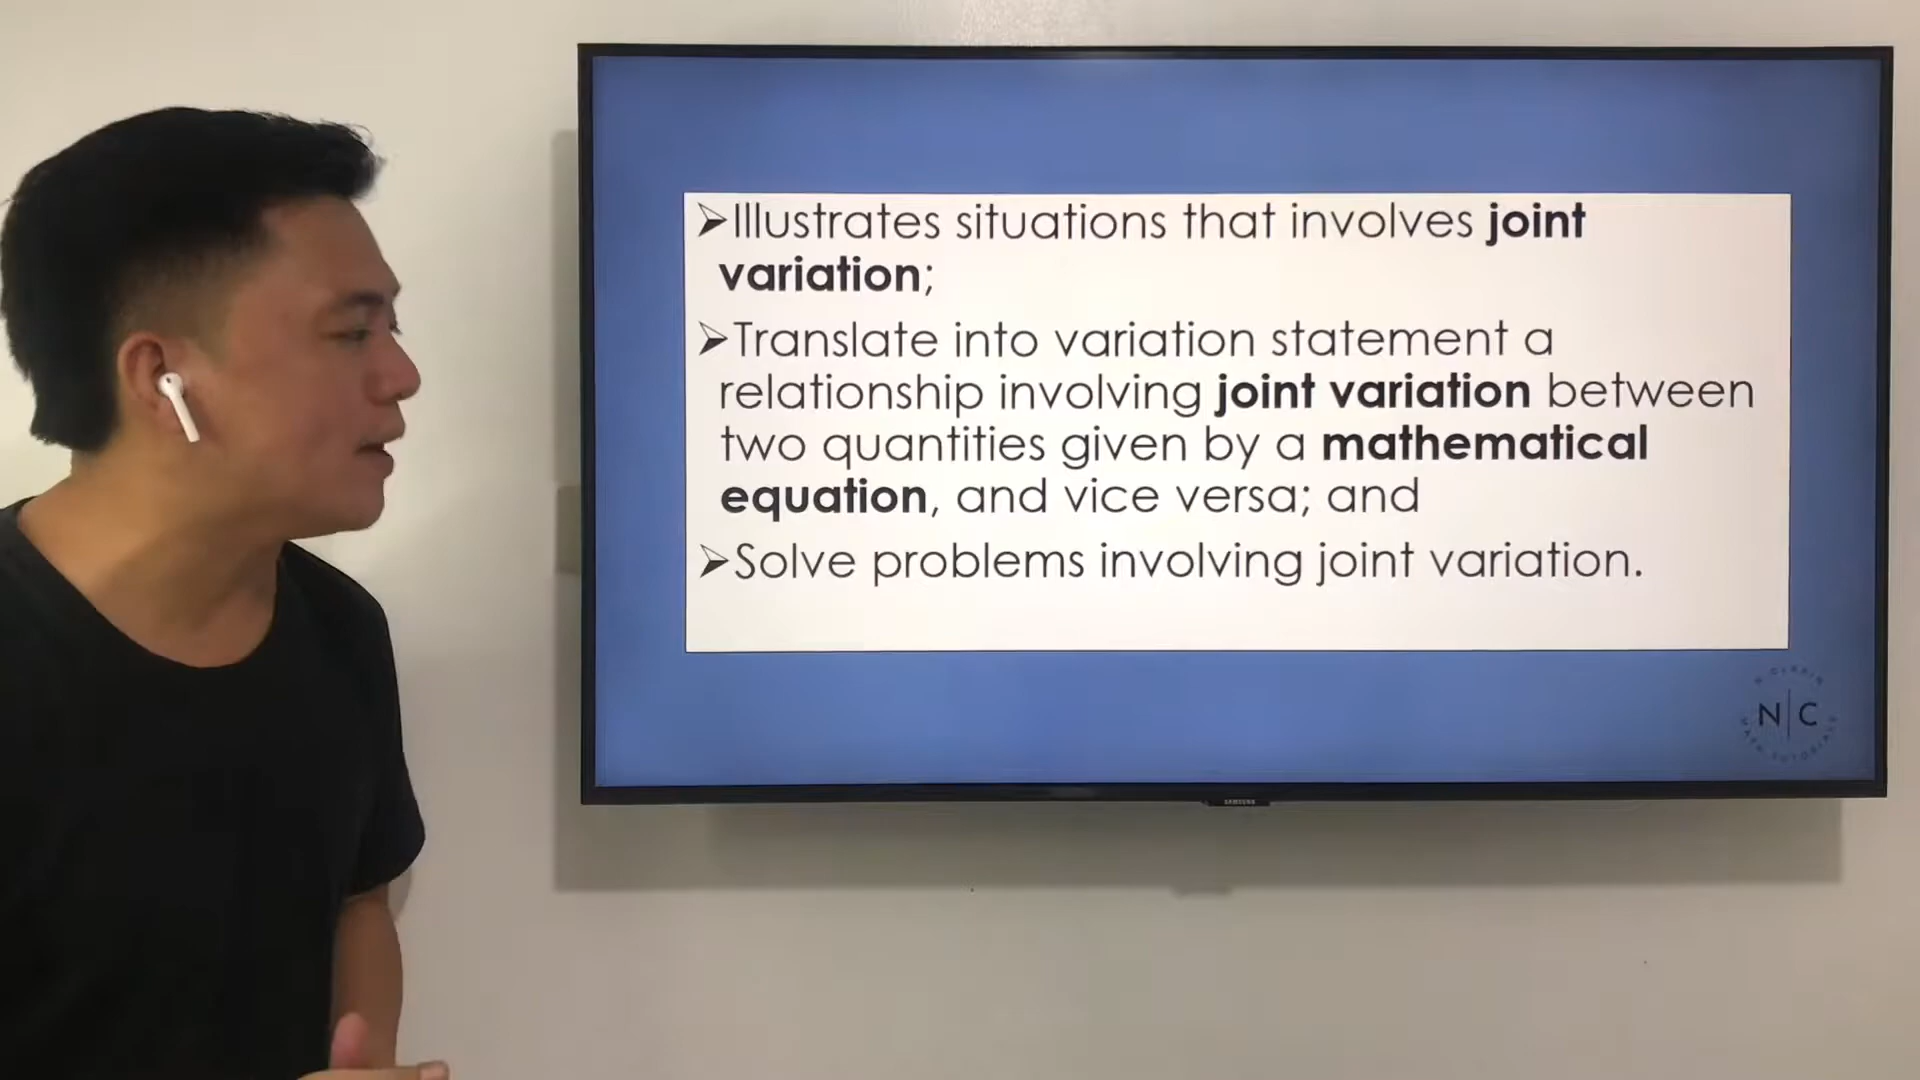 ➢Illustrates situations that involves joint
variation;
➢Translate into variation statement a
relationship involving joint variation between
two quantities given by a mathematical
equation, and vice versa; and
➢Solve problems involving joint variation.
N|C
SAMSUNG